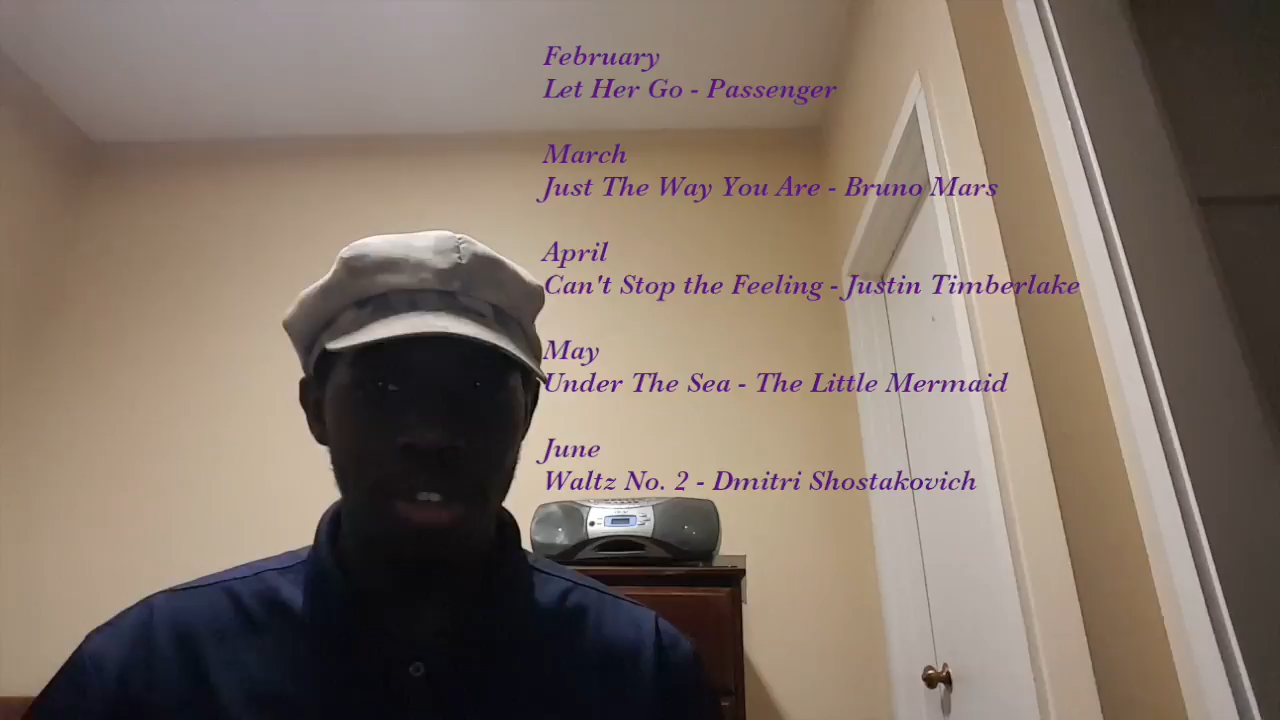 February
Let Her Go - Passenger
March
Just The Way You Are - Bruno Mars
April
Can't Stop the Feeling - Justin Timberlake
May
Under The Sea - The Little Mermaid
June
Waltz No. 2 - Dmitri Shostakovich